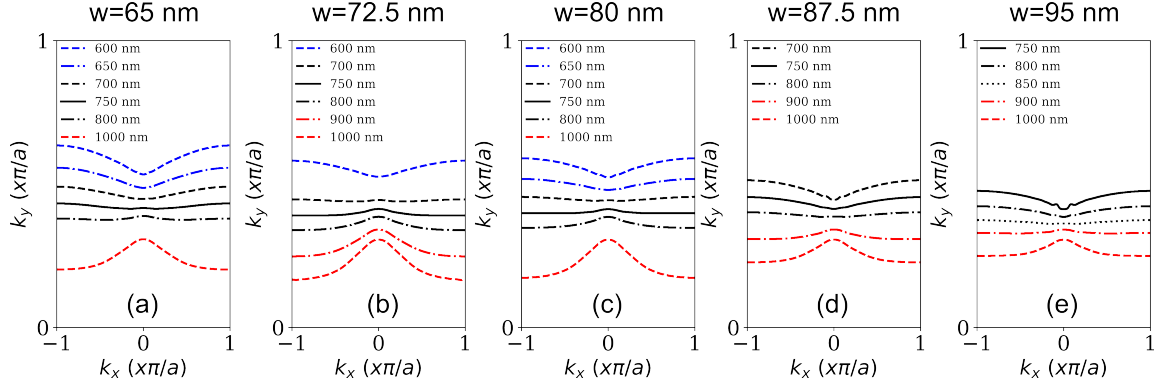 w=65 nm
w=72.5 nm
w=80 nm
w=87.5 nm
w=95 nm
1
600 nm
650 nm
700 nm
750 nm
800 nm
1000 nm
k_y (xπ/a)
(a)
0
−1
0
1
k_x (xπ/a)
1
600 nm
700 nm
750 nm
800 nm
900 nm
1000 nm
k_y (xπ/a)
(b)
0
−1
0
1
k_x (xπ/a)
1
600 nm
650 nm
700 nm
750 nm
800 nm
1000 nm
k_y (xπ/a)
(c)
0
−1
0
1
k_x (xπ/a)
1
700 nm
750 nm
800 nm
900 nm
1000 nm
k_y (xπ/a)
(d)
0
−1
0
1
k_x (xπ/a)
1
750 nm
800 nm
850 nm
900 nm
1000 nm
k_y (xπ/a)
(e)
0
−1
0
1
k_x (xπ/a)